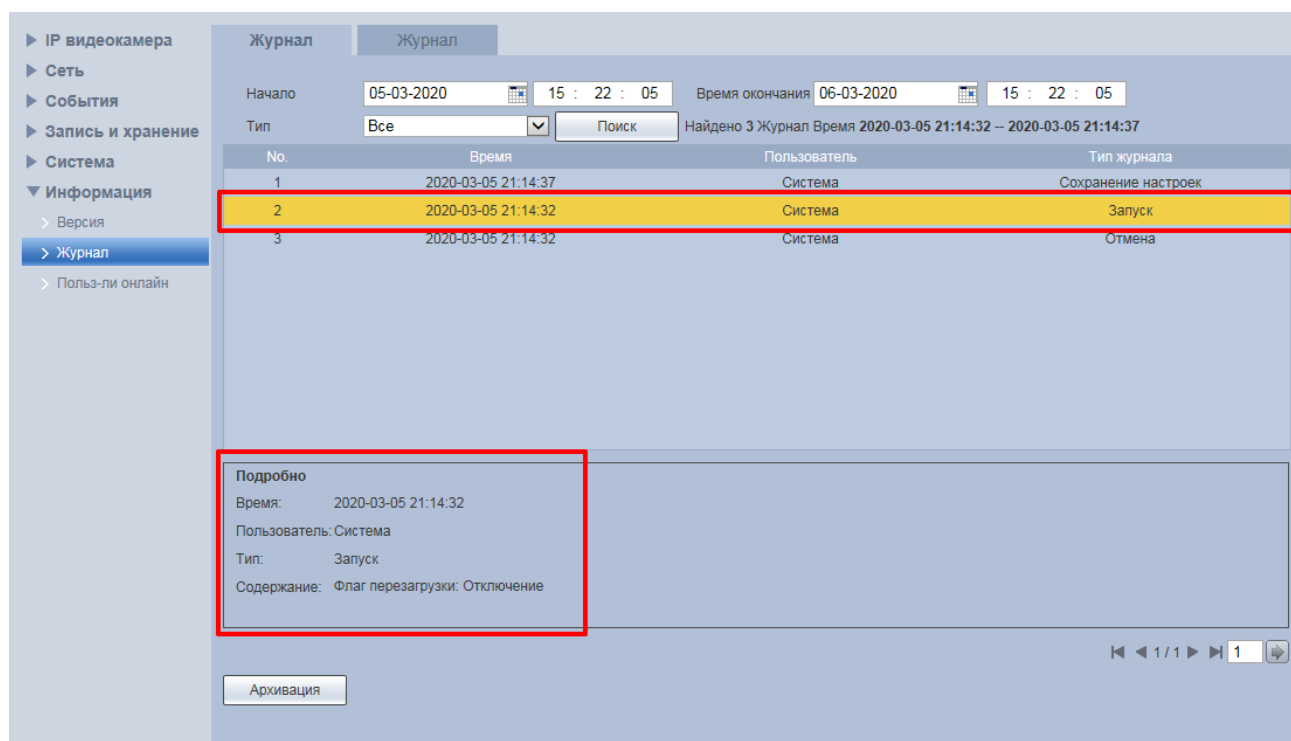 IP видеокамера
Сеть
События
Запись и хранение
Система
Информация
Версия
Журнал
Польз-ли онлайн
Журнал Журнал
Начало 05-03-2020 15 : 22 : 05 Время окончания 06-03-2020 15 : 22 : 05
Тип Все Поиск Найдено 3 Журнал Время 2020-03-05 21:14:32 -- 2020-03-05 21:14:37
No. Время Пользователь Тип журнала
1 2020-03-05 21:14:37 Система Сохранение настроек
2 2020-03-05 21:14:32 Система Запуск
3 2020-03-05 21:14:32 Система Отмена
Подробно
Время: 2020-03-05 21:14:32
Пользователь: Система
Тип: Запуск
Содержание: Флаг перезагрузки: Отключение
1 / 1 1
Архивация